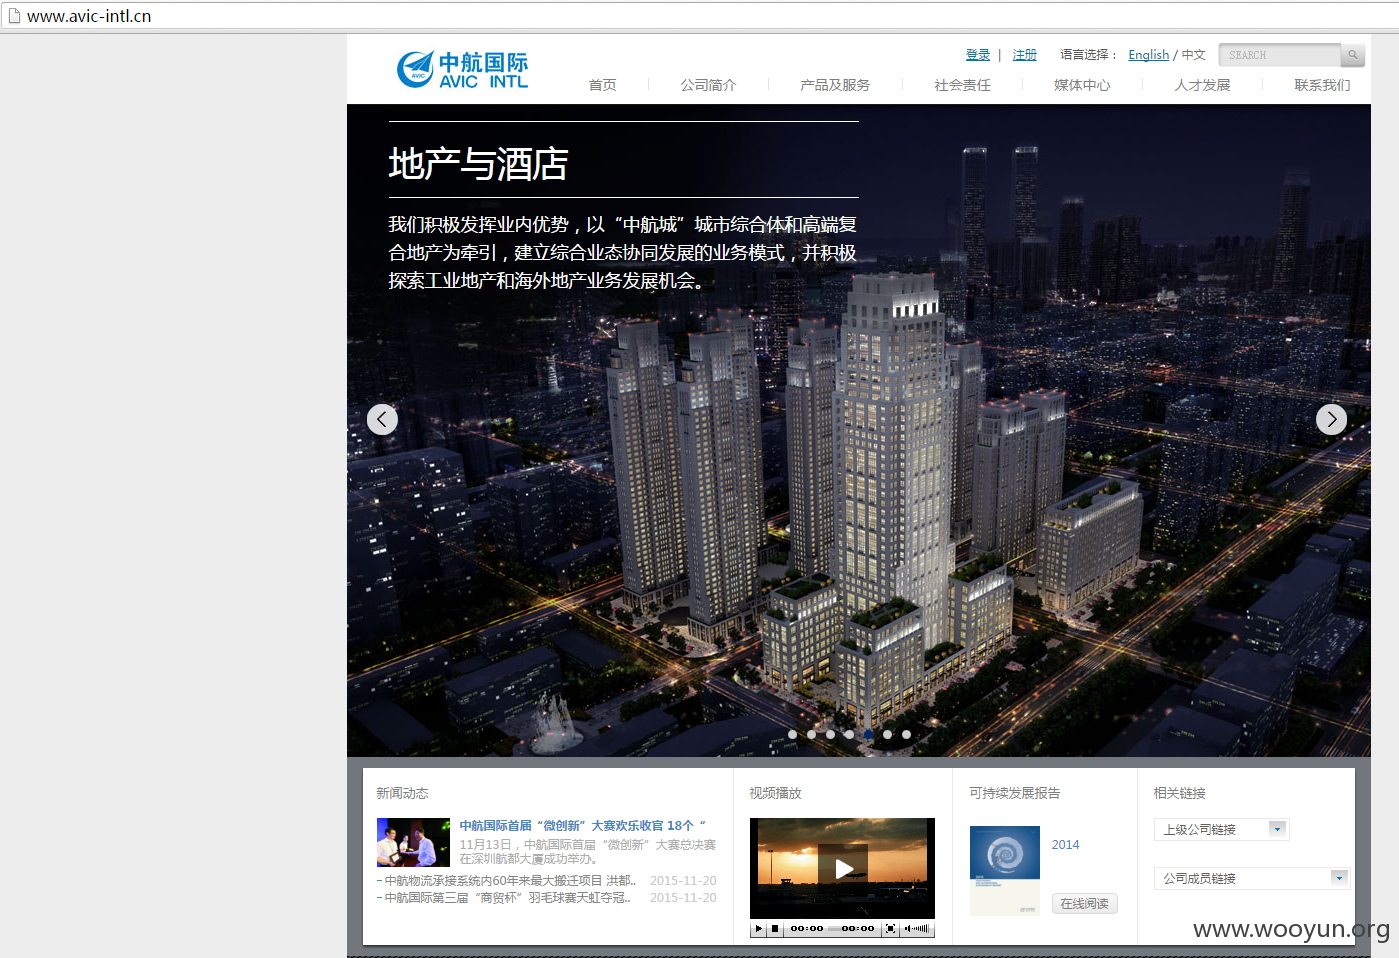 www.avic-intl.cn
中航国际
AVIC INTL
AVIC
登录 | 注册 语言选择： English / 中文 SEARCH
首页 公司简介 产品及服务 社会责任 媒体中心 人才发展 联系我们
地产与酒店
我们积极发挥业内优势，以“中航城”城市综合体和高端复
合地产为牵引，建立综合业态协同发展的业务模式，并积极
探索工业地产和海外地产业务发展机会。
新闻动态
中航国际首届“微创新”大赛欢乐收官 18个“
11月13日，中航国际首届“微创新”大赛总决赛
在深圳航都大厦成功举办。
中航物流承接系统内60年来最大搬迁项目 洪都.. 2015-11-20
中航国际第三届“商贸杯”羽毛球赛天虹夺冠.. 2015-11-20
视频播放
00:00 00:00
可持续发展报告
2014
在线阅读
相关链接
上级公司链接
公司成员链接
www.wooyun.org